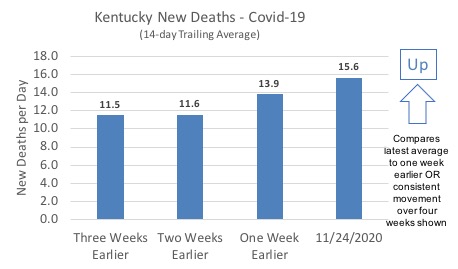 Kentucky New Deaths - Covid-19
(14-day Trailing Average)
18.0
16.0
14.0
12.0
10.0
8.0
6.0
4.0
2.0
0.0
New Deaths per Day
11.5
11.6
13.9
15.6
Three Weeks
Earlier
Two Weeks
Earlier
One Week
Earlier
11/24/2020
Up
Compares
latest average
to one week
earlier OR
consistent
movement
over four
weeks shown